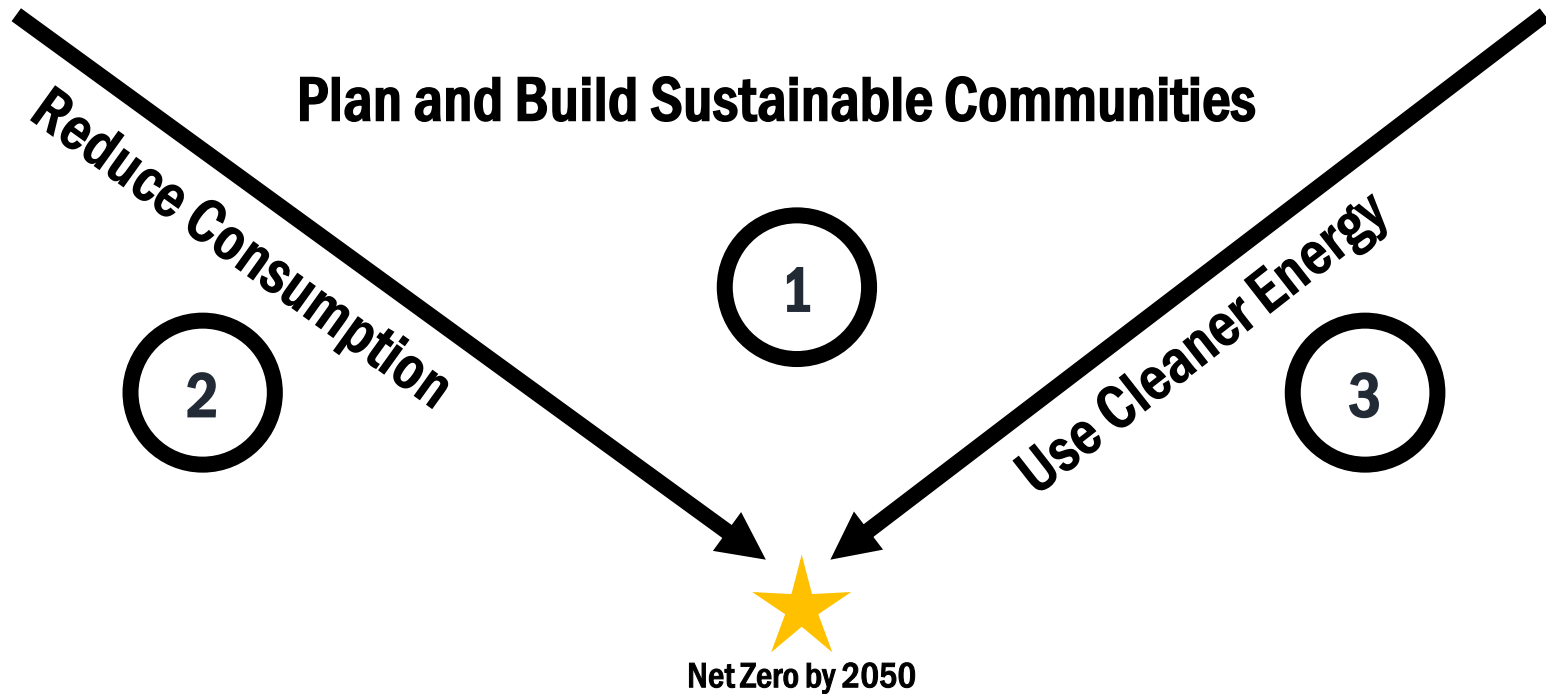 Plan and Build Sustainable Communities
Reduce Consumption
Use Cleaner Energy
1
2
3
Net Zero by 2050